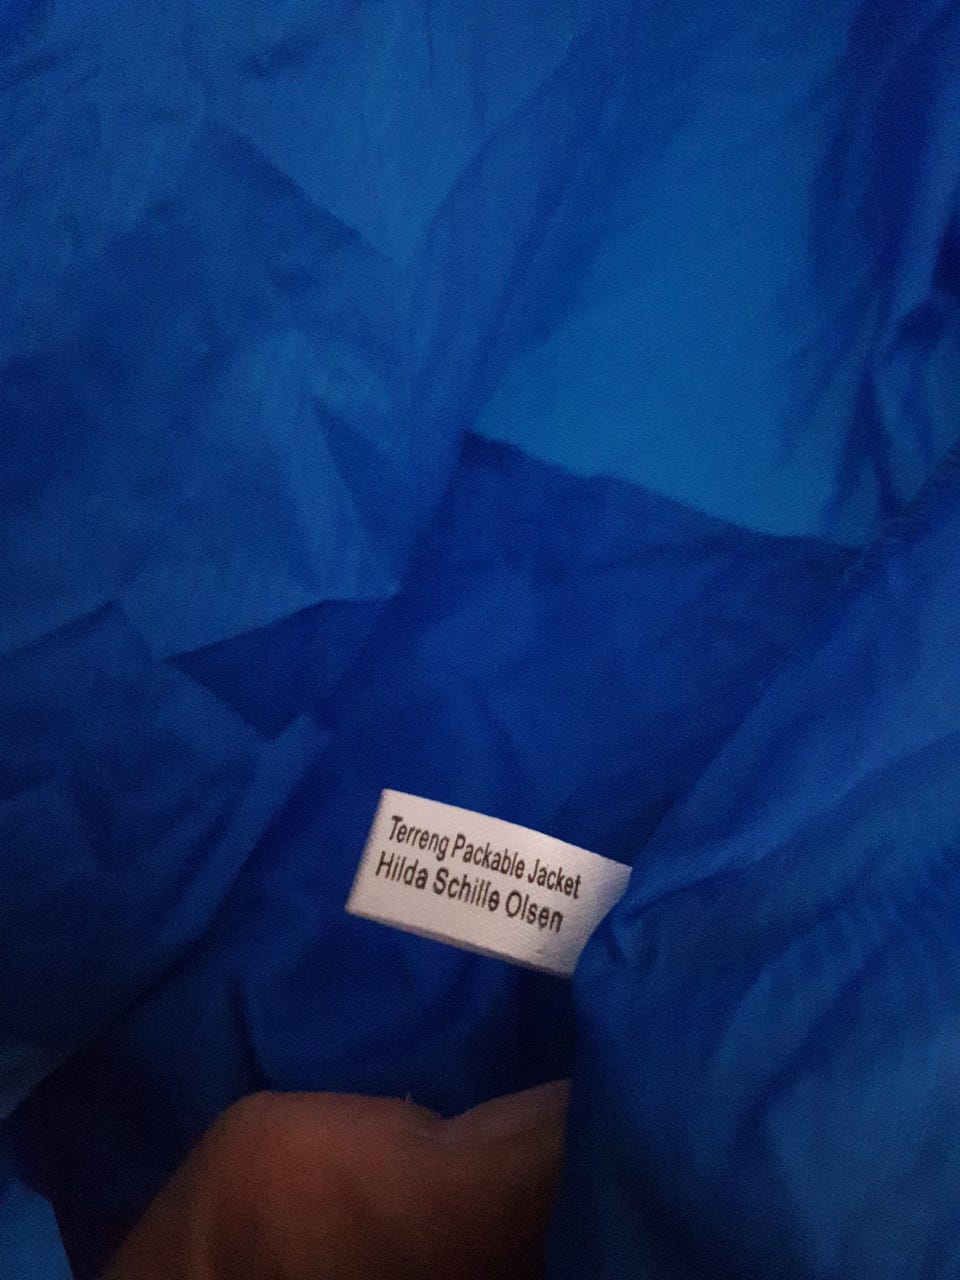 Terreng Packable Jacket
Hilda Schille Olsen